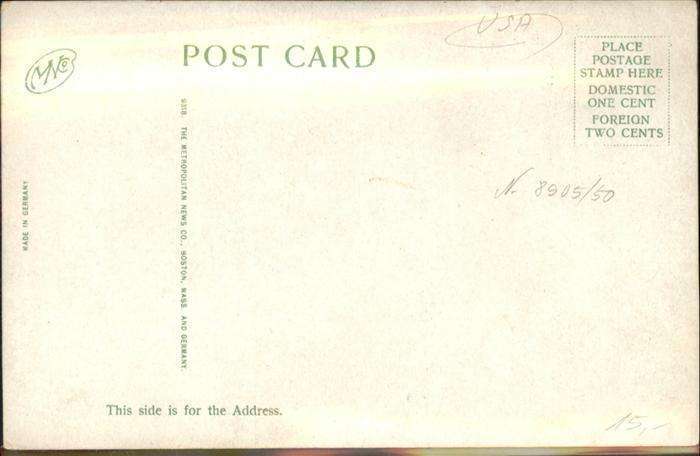 USA
MNCo
POST CARD
PLACE
POSTAGE
STAMP HERE
DOMESTIC
ONE CENT
FOREIGN
TWO CENTS
MADE IN GERMANY
9318. THE METROPOLITAN NEWS CO., BOSTON, MASS. AND GERMANY.
N. 8905/50
This side is for the Address.
15,-